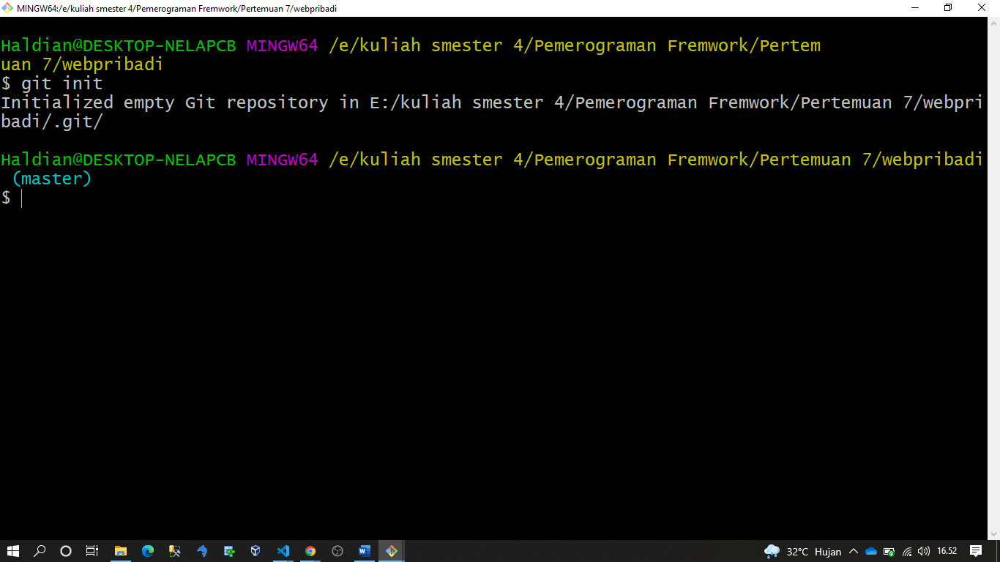 MINGW64:/e/kuliah smester 4/Pemerograman Fremwork/Pertemuan 7/webpribadi
Haldian@DESKTOP-NELAPCB MINGW64 /e/kuliah smester 4/Pemerograman Fremwork/Pertem
uan 7/webpribadi
$ git init
Initialized empty Git repository in E:/kuliah smester 4/Pemerograman Fremwork/Pertemuan 7/webpri
badi/.git/
Haldian@DESKTOP-NELAPCB MINGW64 /e/kuliah smester 4/Pemerograman Fremwork/Pertemuan 7/webpribadi
(master)
$
32°C Hujan 16.52